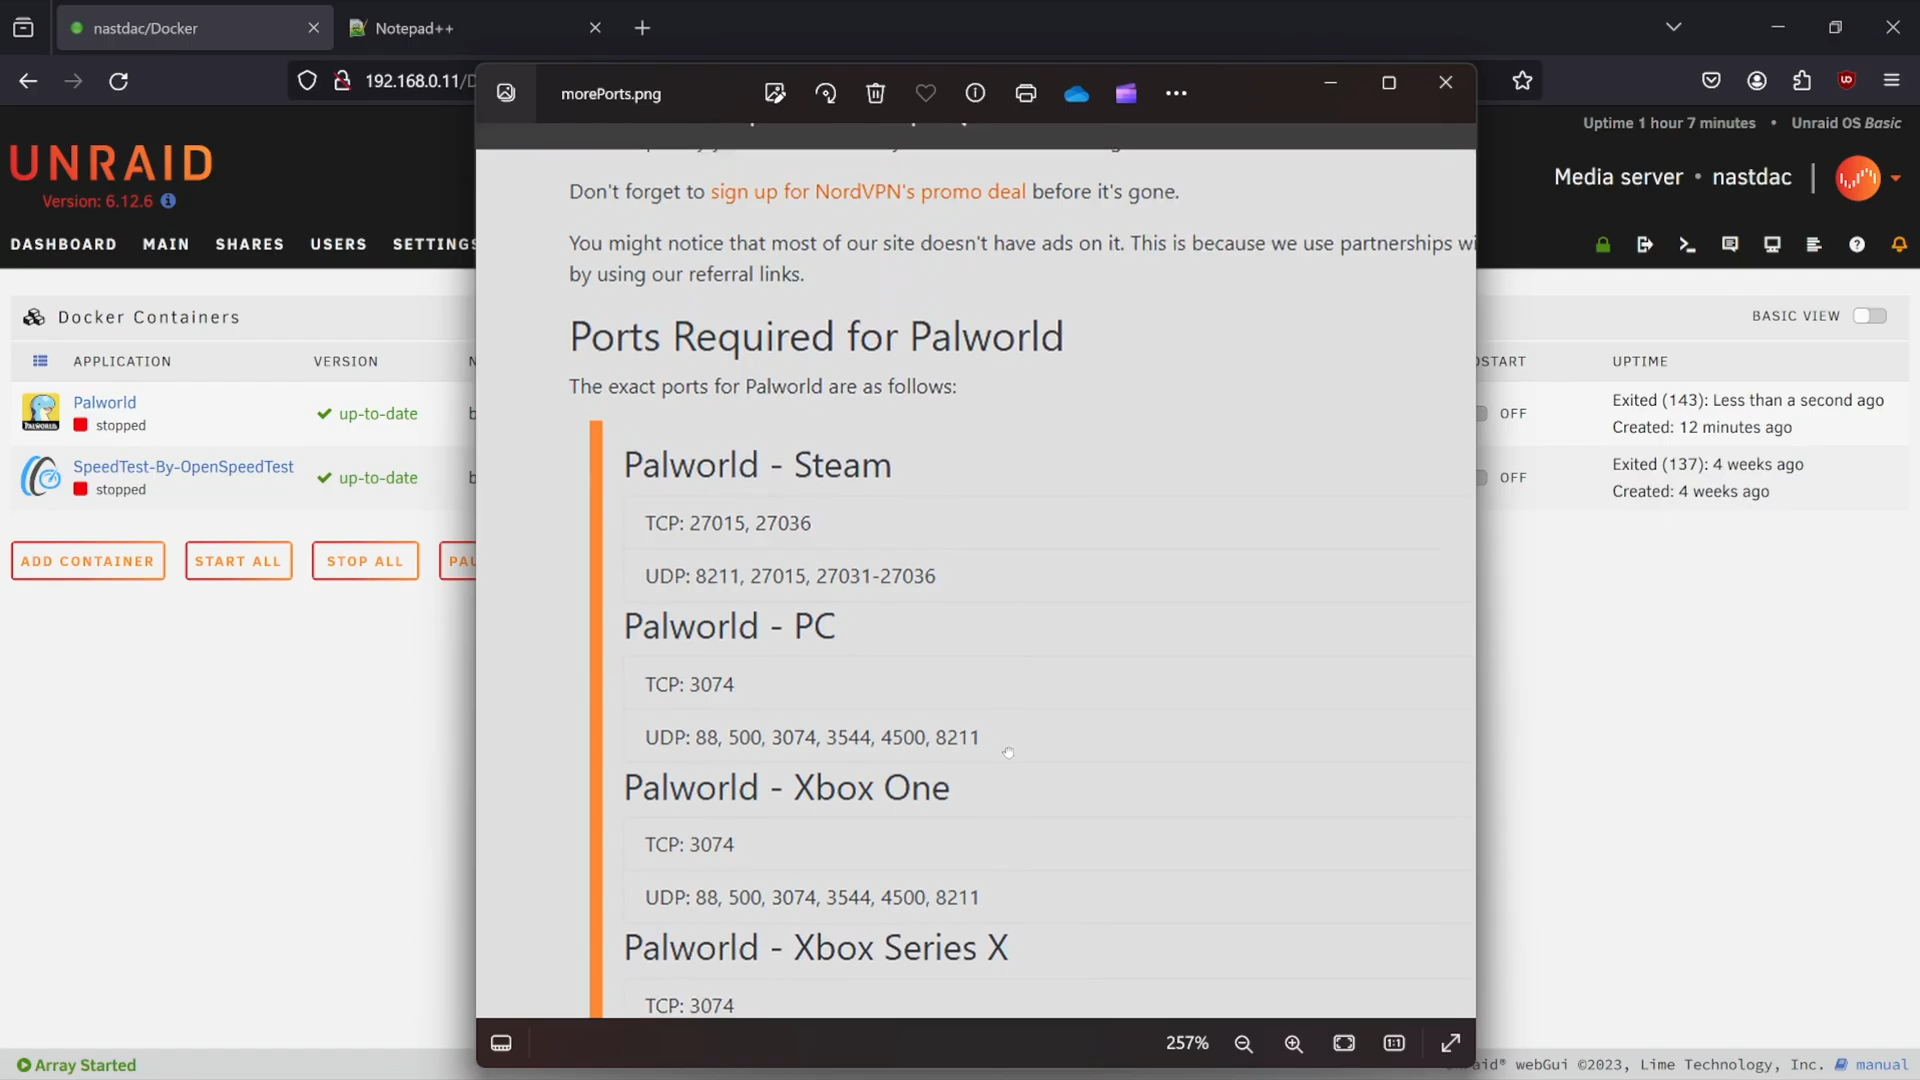 nastdac/Docker
Notepad++
192.168.0.11/D
morePorts.png
UNRAID
Version: 6.12.6
Uptime 1 hour 7 minutes • Unraid OS Basic
Media server • nastdac
DASHBOARD MAIN SHARES USERS SETTINGS
Don't forget to sign up for NordVPN's promo deal before it's gone.
You might notice that most of our site doesn't have ads on it. This is because we use partnerships wi
by using our referral links.
Ports Required for Palworld
The exact ports for Palworld are as follows:
Palworld - Steam
TCP: 27015, 27036
UDP: 8211, 27015, 27031-27036
Palworld - PC
TCP: 3074
UDP: 88, 500, 3074, 3544, 4500, 8211
Palworld - Xbox One
TCP: 3074
UDP: 88, 500, 3074, 3544, 4500, 8211
Palworld - Xbox Series X
TCP: 3074
257%
1:1
Docker Containers
BASIC VIEW
APPLICATION VERSION N
OSTART UPTIME
Palworld
stopped
up-to-date
b
OFF
Exited (143): Less than a second ago
Created: 12 minutes ago
SpeedTest-By-OpenSpeedTest
stopped
up-to-date
b
OFF
Exited (137): 4 weeks ago
Created: 4 weeks ago
ADD CONTAINER START ALL STOP ALL PAU
Array Started
aid® webGui ©2023, Lime Technology, Inc. manual